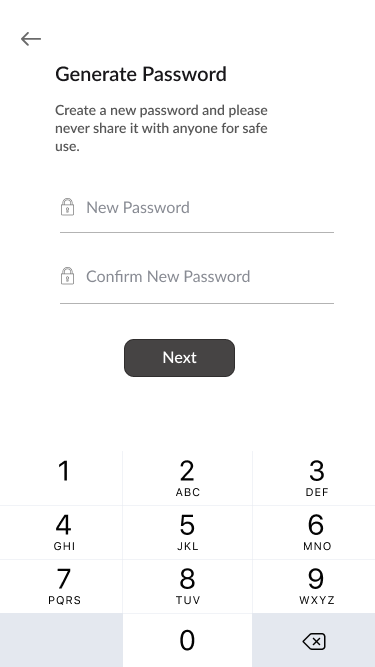 Generate Password
Create a new password and please
never share it with anyone for safe
use.
New Password
Confirm New Password
Next
1 2 3
ABC DEF
4 5 6
GHI JKL MNO
7 8 9
PQRS TUV WXYZ
0